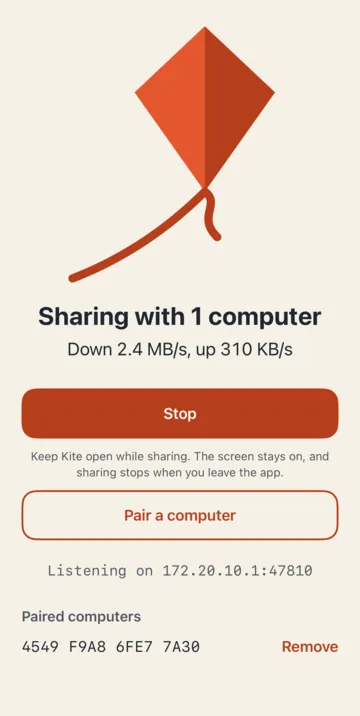 Sharing with 1 computer
Down 2.4 MB/s, up 310 KB/s
Stop
Keep Kite open while sharing. The screen stays on, and
sharing stops when you leave the app.
Pair a computer
Listening on 172.20.10.1:47810
Paired computers
4549 F9A8 6FE7 7A30 Remove